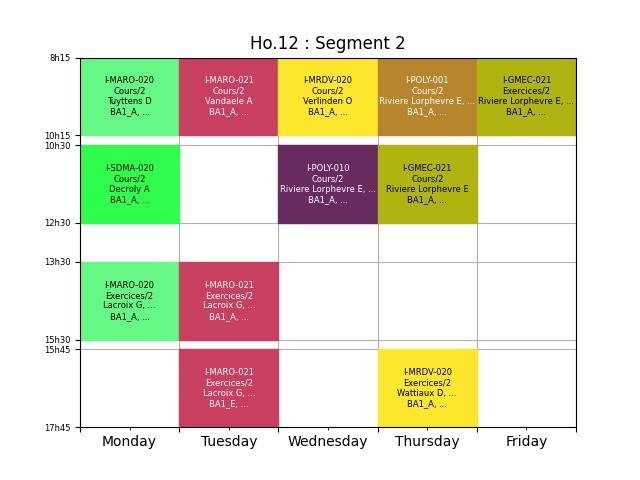 Ho.12 : Segment 2
8h15
I-MARO-020
Cours/2
Tuyttens D
BA1_A, ...
I-MARO-021
Cours/2
Vandaele A
BA1_A, ...
I-MRDV-020
Cours/2
Verlinden O
BA1_A, ...
I-POLY-001
Cours/2
Riviere Lorphevre E, ...
BA1_A, ...
I-GMEC-021
Exercices/2
Riviere Lorphevre E, ...
BA1_A, ...
10h15
10h30
I-SDMA-020
Cours/2
Decroly A
BA1_A, ...
I-POLY-010
Cours/2
Riviere Lorphevre E, ...
BA1_A, ...
I-GMEC-021
Cours/2
Riviere Lorphevre E
BA1_A, ...
12h30
13h30
I-MARO-020
Exercices/2
Lacroix G, ...
BA1_A, ...
I-MARO-021
Exercices/2
Lacroix G, ...
BA1_A, ...
15h30
15h45
I-MARO-021
Exercices/2
Lacroix G, ...
BA1_E, ...
I-MRDV-020
Exercices/2
Wattiaux D, ...
BA1_A, ...
17h45
Monday
Tuesday
Wednesday
Thursday
Friday